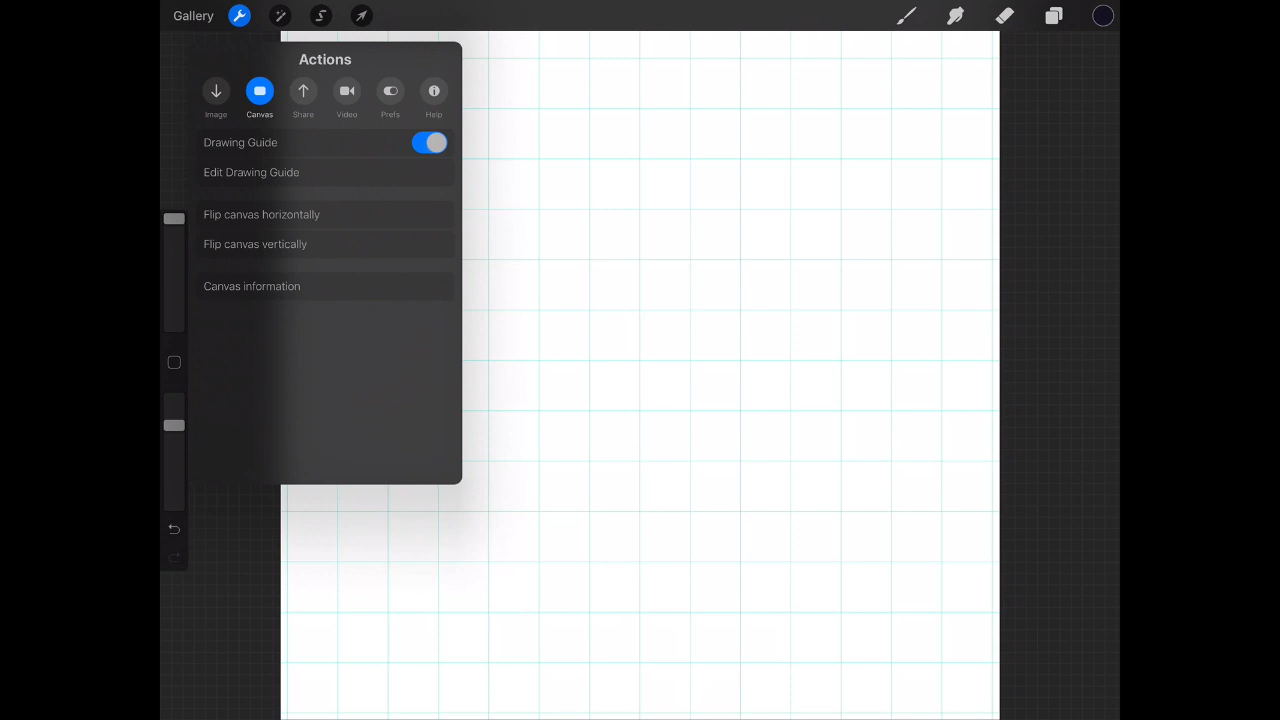 Gallery
Actions
Image Canvas Share Video Prefs Help
Drawing Guide
Edit Drawing Guide
Flip canvas horizontally
Flip canvas vertically
Canvas information